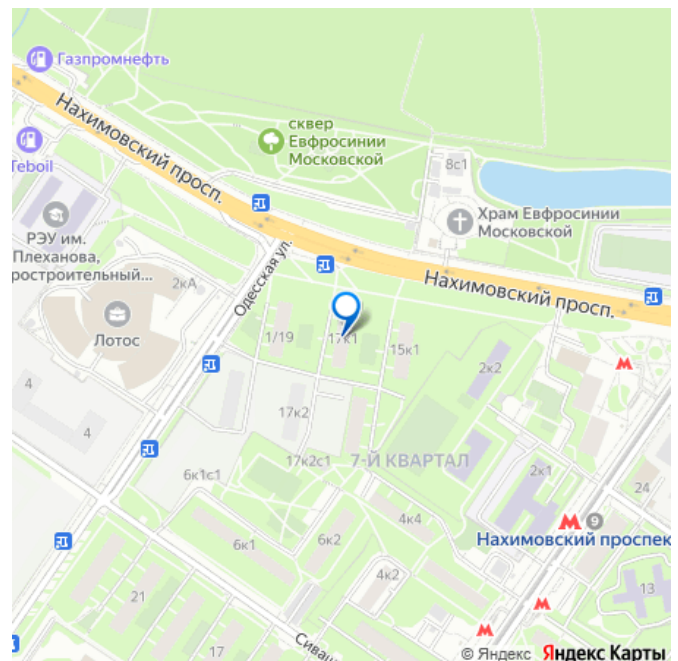 Газпромнефть
сквер
Евфросинии
Московской
Нахимовский просп.
Teboil
8с1
Храм Евфросинии
Московской
РЭУ им.
Плеханова,
ростроительный...
2кА
Одесская ул.
Нахимовский просп.
Лотос
1/19
17к1
15к1
2к2
4
4
17к2
17к2с1
7-Й КВАРТАЛ
6к1с1
2к1
24
4к4
9
Нахимовский проспек
6к1
6к2
4к2
13
21
17
Сиваш
© Яндекс Яндекс Карты